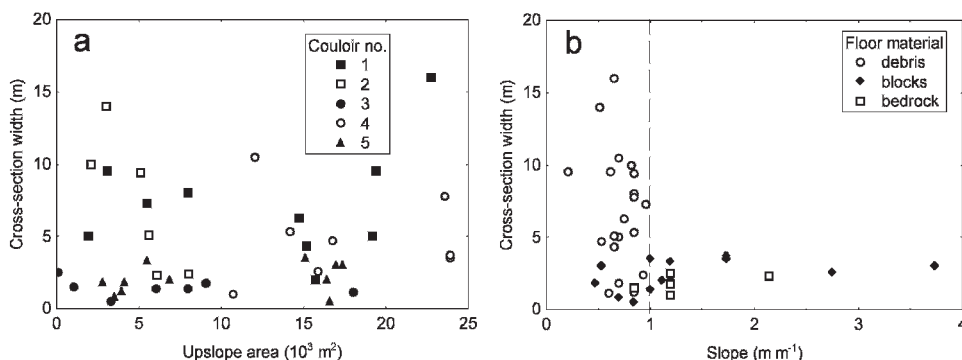 a
Cross-section width (m)
20
15
10
5
0
0 5 10 15 20 25
Upslope area (10³ m²)
Couloir no.
1
2
3
4
5
b
Cross-section width (m)
20
15
10
5
0
0 1 2 3 4
Slope (m m⁻¹)
Floor material
debris
blocks
bedrock